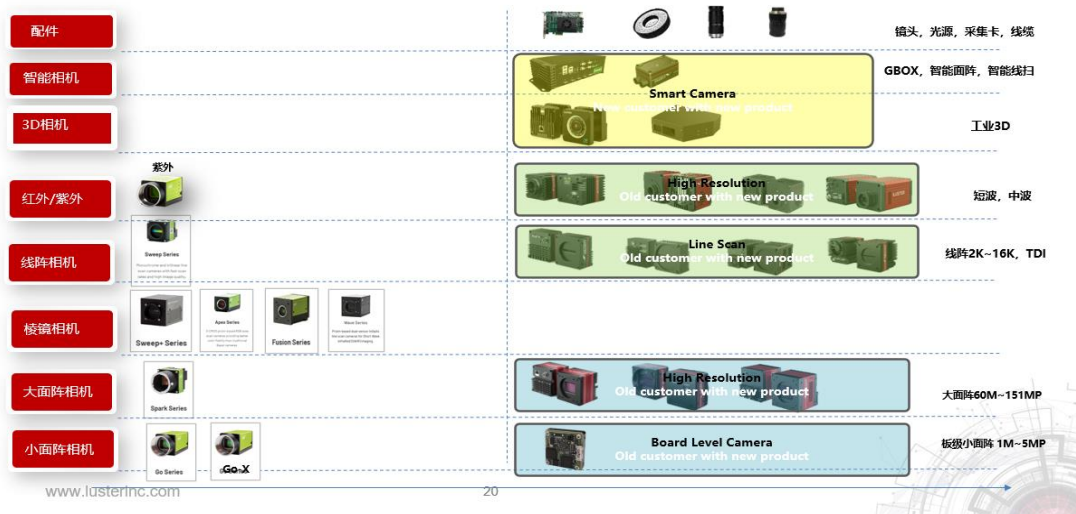 配件
镜头，光源，采集卡，线缆
智能相机
GBOX，智能面阵，智能线扫
Smart Camera
New customer with new product
3D相机
工业3D
紫外
红外/紫外
High Resolution
Old customer with new product
短波，中波
线阵相机
Sweep Series
Line Scan
Old customer with new product
线阵2K~16K，TDI
棱镜相机
Sweep+ Series
Apex Series
Fusion Series
Wave Series
大面阵相机
Spark Series
High Resolution
Old customer with new product
大面阵60M~151MP
小面阵相机
Go Series
Go-X
Board Level Camera
Old customer with new product
板级小面阵 1M~5MP
www.lusterinc.com
20